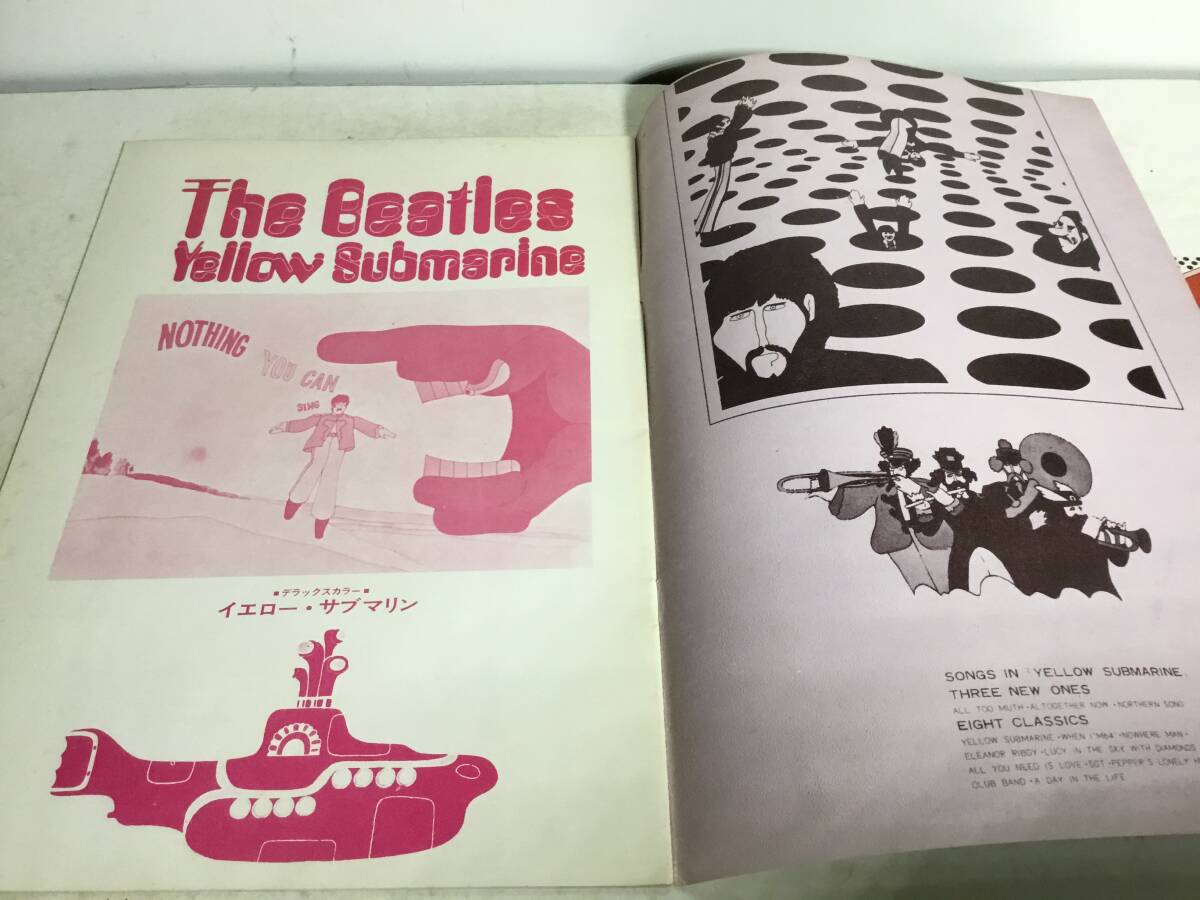 The Beatles
Yellow Submarine
NOTHING
YOU CAN
SING
■デラックスカラー■
イエロー・サブマリン
SONGS IN "YELLOW SUBMARINE.
THREE NEW ONES
ALL TOO MUTH • ALTOGETHER NOW • NORTHERN SONG
EIGHT CLASSICS
YELLOW SUBMARINE • WHEN I'M64 • NOWHERE MAN •
ELEANOR RIBGY • LUCY IN THE SKY WITH DIAMONDS
ALL YOU NEED IS LOVE • SGT • PEPPER'S LONELY H
OLUB BAND • A DAY IN THE LIFE